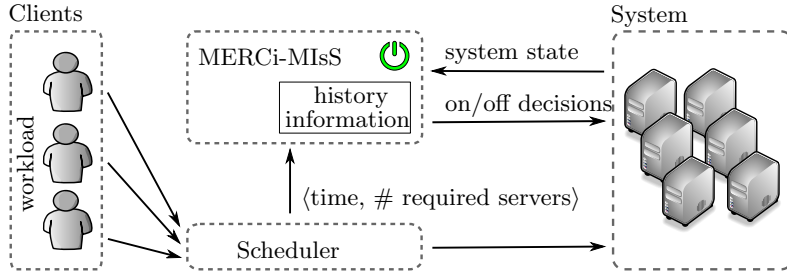 Clients
System
MERCi-MIsS
system state
history
information
on/off decisions
workload
⟨time, # required servers⟩
Scheduler